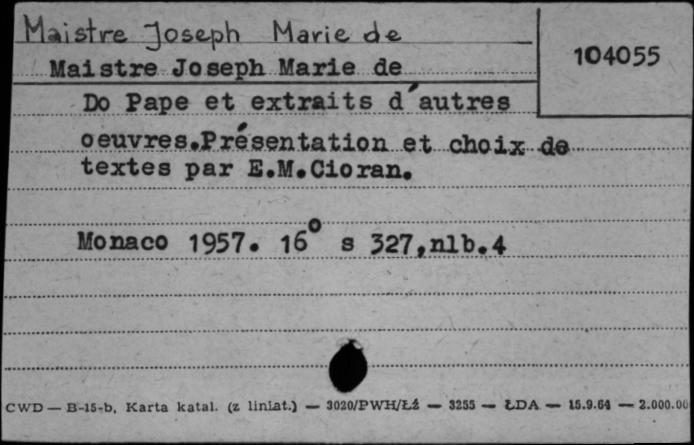 Maistre Joseph Marie de
104055
Maistre Joseph Marie de
Do Pape et extraits d'autres
oeuvres.Présentation et choix de
textes par E.M.Cioran.
Monaco 1957. 16° s 327,nlb.4
CWD — B-15-b, Karta katal. (z liniat.) — 3020/PWH/Łź — 3255 — ŁDA — 15.9.64 — 2.000.00